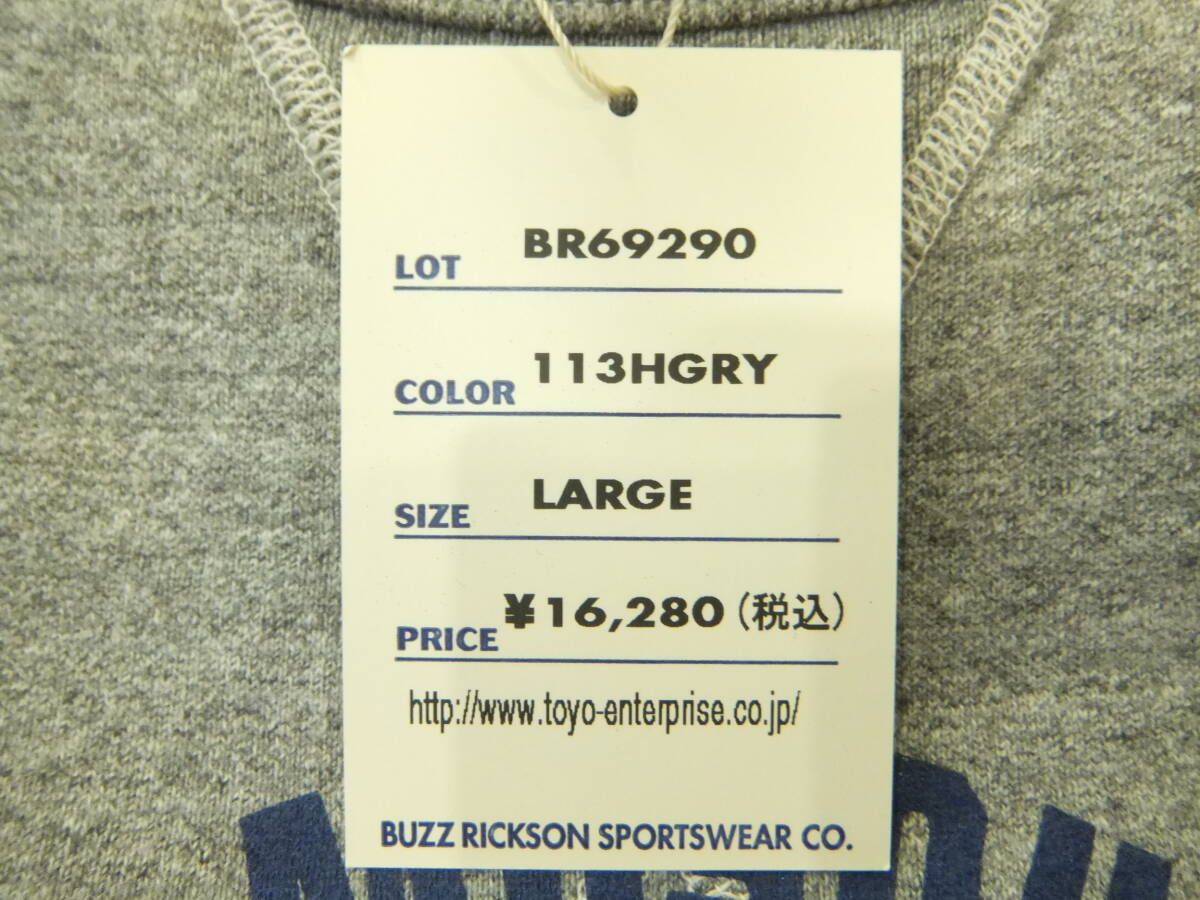 LOT BR69290
COLOR 113HGRY
SIZE LARGE
PRICE ¥16,280(税込)
http://www.toyo-enterprise.co.jp/
BUZZ RICKSON SPORTSWEAR CO.